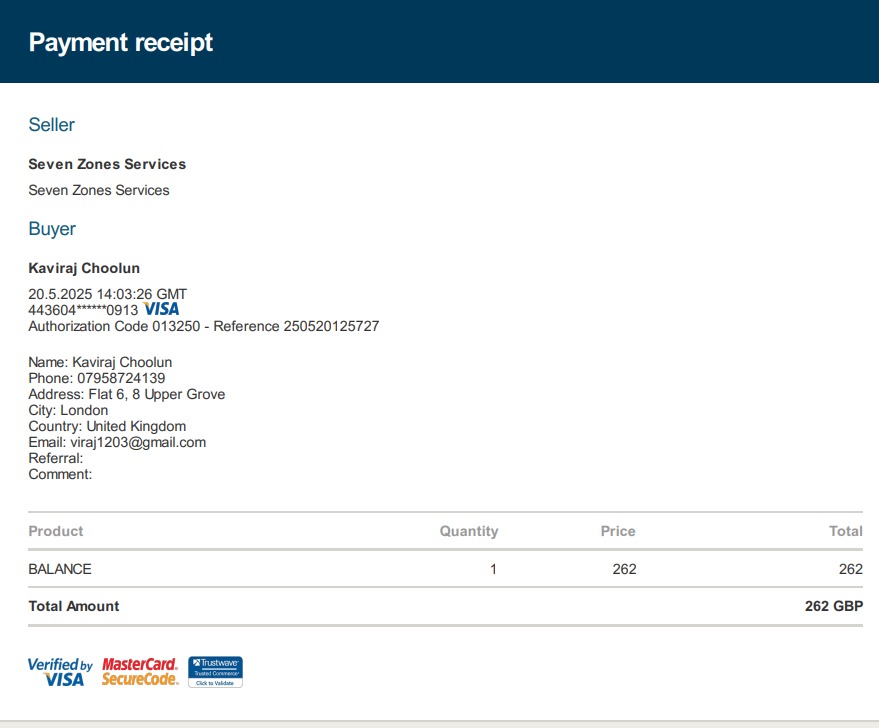 Payment receipt
Seller
Seven Zones Services
Seven Zones Services
Buyer
Kaviraj Choolun
20.5.2025 14:03:26 GMT
443604******0913 VISA
Authorization Code 013250 - Reference 250520125727
Name: Kaviraj Choolun
Phone: 07958724139
Address: Flat 6, 8 Upper Grove
City: London
Country: United Kingdom
Email: viraj1203@gmail.com
Referral:
Comment:
Product Quantity Price Total
BALANCE 1 262 262
Total Amount 262 GBP
Verified by VISA
MasterCard. SecureCode.
Trustwave
Trusted Commerce
Click to Validate